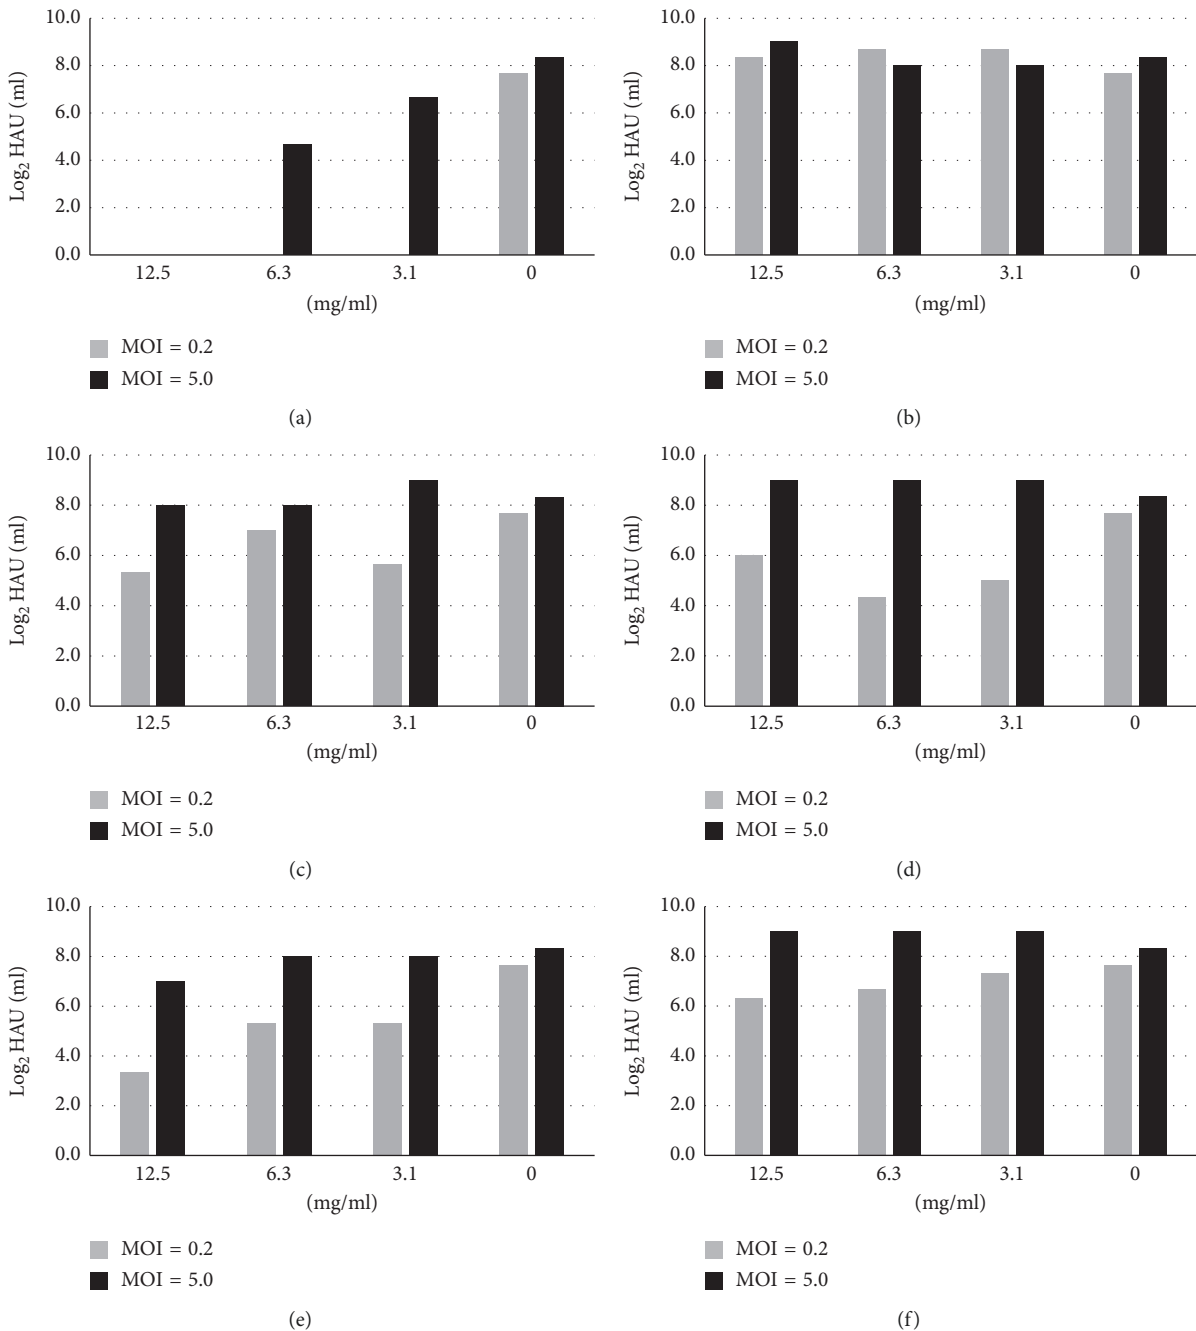 10.0
8.0
6.0
4.0
2.0
0.0
Log2 HAU (ml)
12.5 6.3 3.1 0
(mg/ml)
MOI = 0.2
MOI = 5.0
(a)
10.0
8.0
6.0
4.0
2.0
0.0
Log2 HAU (ml)
12.5 6.3 3.1 0
(mg/ml)
MOI = 0.2
MOI = 5.0
(b)
10.0
8.0
6.0
4.0
2.0
0.0
Log2 HAU (ml)
12.5 6.3 3.1 0
(mg/ml)
MOI = 0.2
MOI = 5.0
(c)
10.0
8.0
6.0
4.0
2.0
0.0
Log2 HAU (ml)
12.5 6.3 3.1 0
(mg/ml)
MOI = 0.2
MOI = 5.0
(d)
10.0
8.0
6.0
4.0
2.0
0.0
Log2 HAU (ml)
12.5 6.3 3.1 0
(mg/ml)
MOI = 0.2
MOI = 5.0
(e)
10.0
8.0
6.0
4.0
2.0
0.0
Log2 HAU (ml)
12.5 6.3 3.1 0
(mg/ml)
MOI = 0.2
MOI = 5.0
(f)